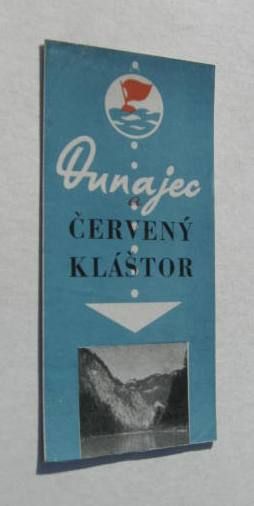 Dunajec
a
ČERVENÝ
KLÁŠTOR